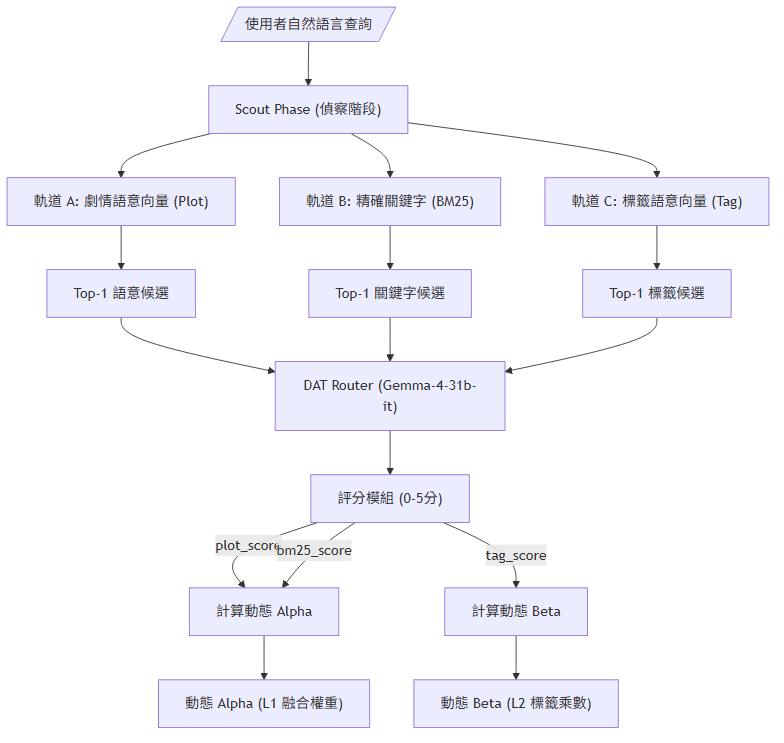 使用者自然語言查詢
Scout Phase (偵察階段)
軌道 A: 劇情語意向量 (Plot)
軌道 B: 精確關鍵字 (BM25)
軌道 C: 標籤語意向量 (Tag)
Top-1 語意候選
Top-1 關鍵字候選
Top-1 標籤候選
DAT Router (Gemma-4-31b-
it)
評分模組 (0-5分)
plot_score
bm25_score
tag_score
計算動態 Alpha
計算動態 Beta
動態 Alpha (L1 融合權重)
動態 Beta (L2 標籤乘數)